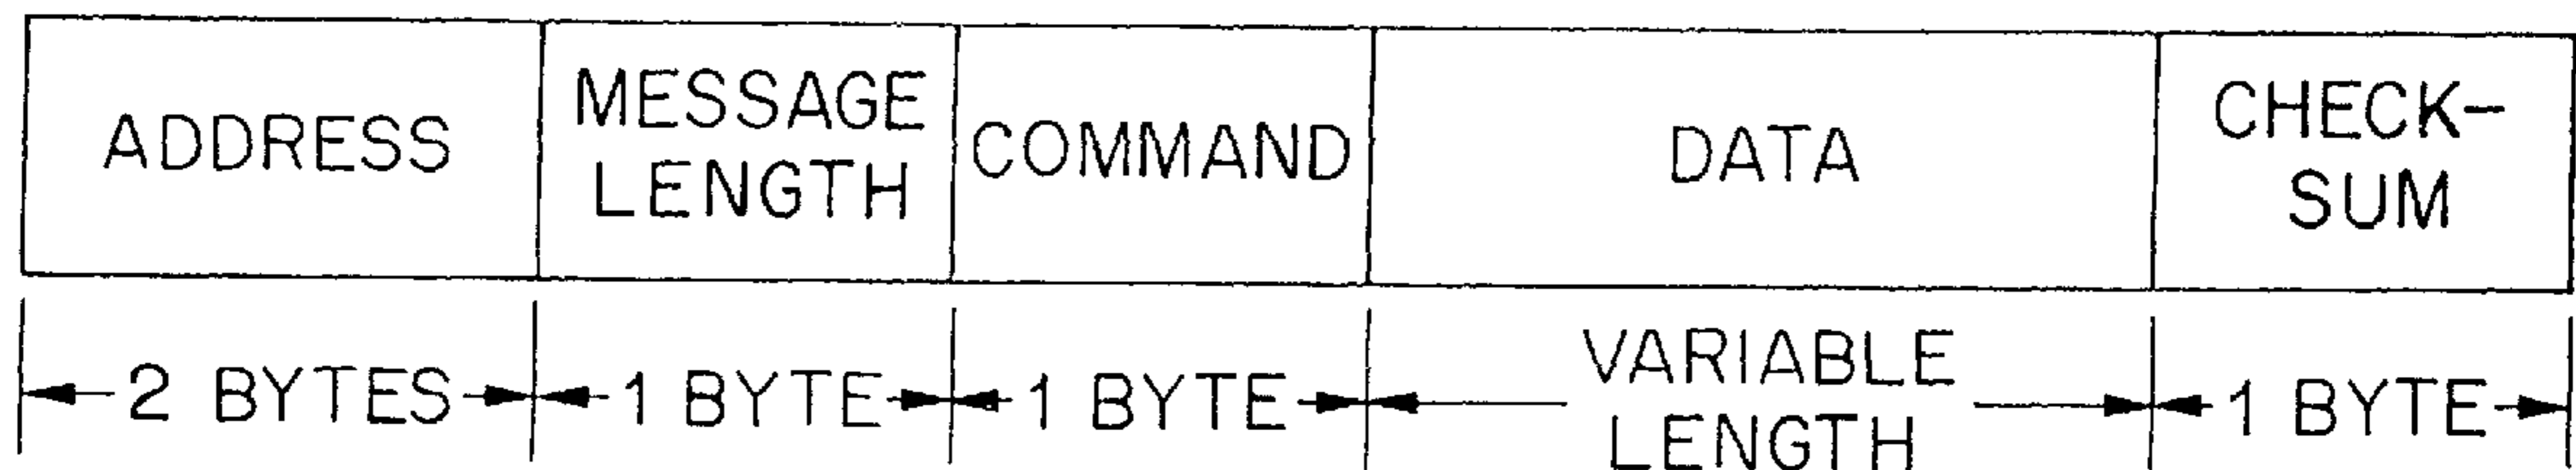 ADDRESS
MESSAGE
LENGTH
COMMAND
DATA
CHECK-
SUM
2 BYTES
1 BYTE
1 BYTE
VARIABLE
LENGTH
1 BYTE